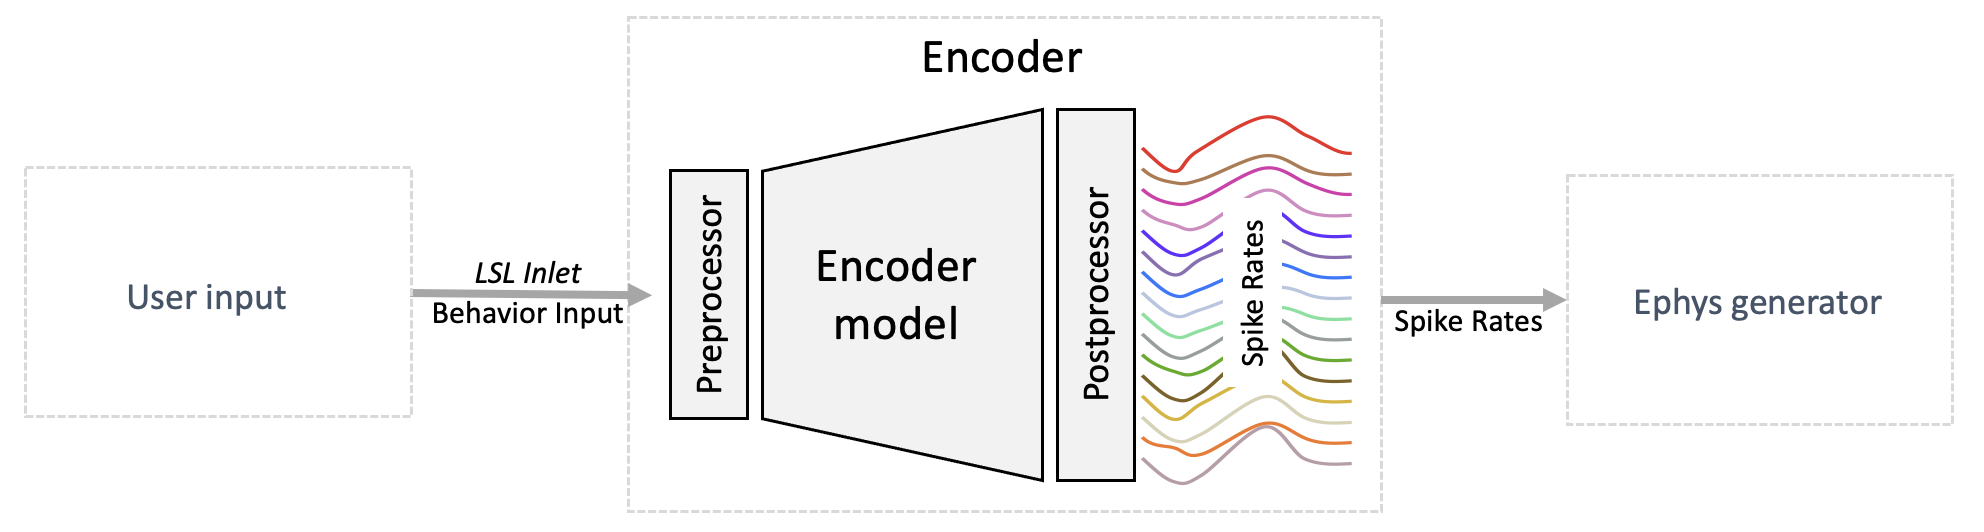 Encoder
User input
LSL Inlet
Behavior Input
Preprocessor
Encoder
model
Postprocessor
Spike Rates
Spike Rates
Ephys generator